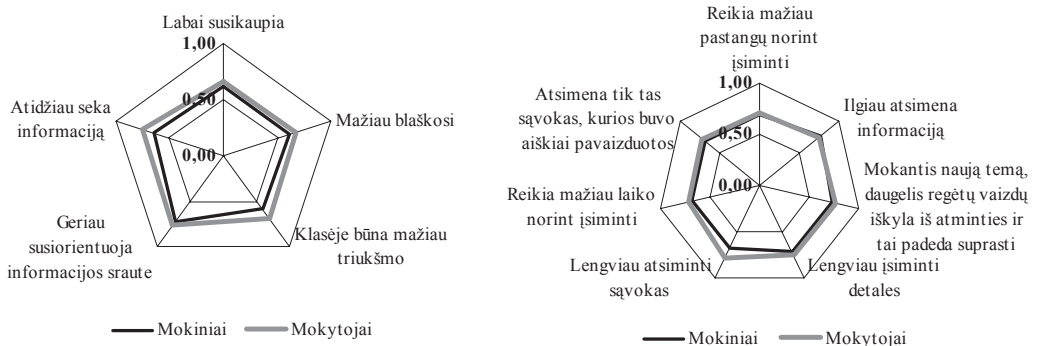 Labai susikaupia
1,00
0,50
0,00
Mažiau blaškosi
Klasėje būna mažiau
triukšmo
Geriau
susiorientuoja
informacijos sraute
Atidžiau seka
informaciją
Mokiniai
Mokytojai
Reikia mažiau
pastangų norint
įsiminti
1,00
0,50
0,00
Ilgiau atsimena
informaciją
Mokantis naują temą,
daugelis regėtų vaizdų
iškyla iš atminties ir
tai padeda suprasti
Lengviau įsiminti
detales
Lengviau atsiminti
sąvokas
Reikia mažiau laiko
norint įsiminti
Atsimena tik tas
sąvokas, kurios buvo
aiškiai pavaizduotos
Mokiniai
Mokytojai